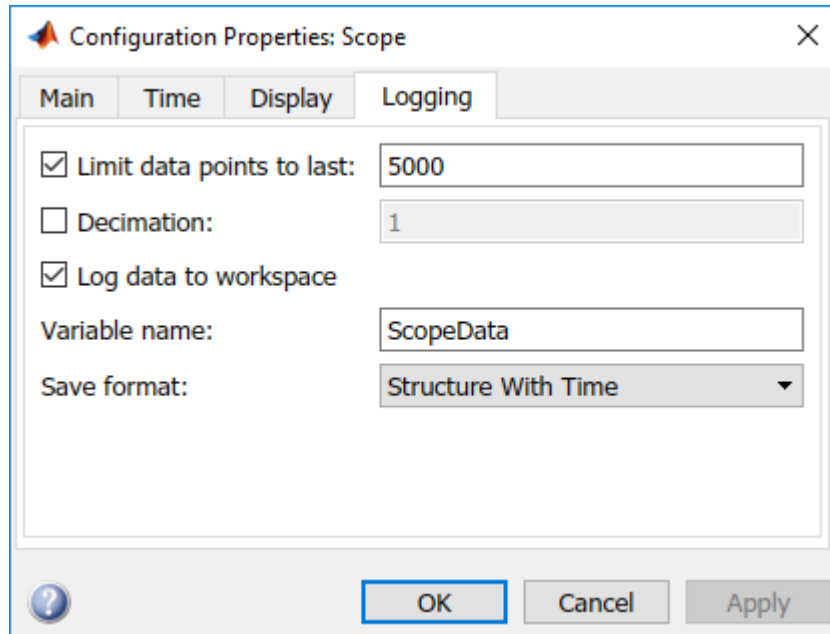 Configuration Properties: Scope
Main Time Display Logging
Limit data points to last: 5000
Decimation: 1
Log data to workspace
Variable name: ScopeData
Save format: Structure With Time
? OK Cancel Apply